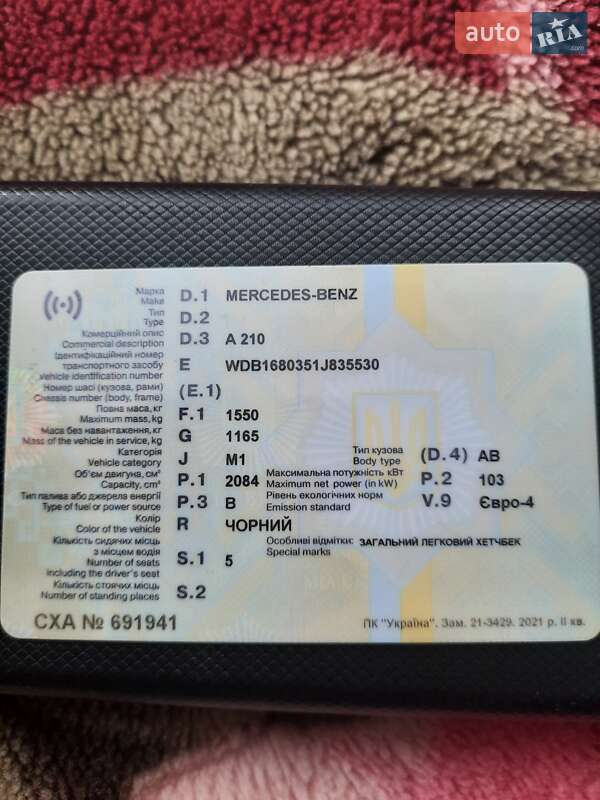 auto RIA.com
Марка
Make D.1 MERCEDES-BENZ
Тип
Type D.2
Комерційний опис
Commercial description D.3 A 210
Ідентифікаційний номер
транспортного засобу E WDB1680351J835530
Vehicle identification number
Номер шасі (кузова, рами) (E.1)
Chassis number (body, frame)
Повна маса, кг F.1 1550
Maximum mass, kg
Маса без навантаження, кг G 1165
Mass of the vehicle in service, kg
Категорія J M1 Тип кузова (D.4) АВ
Vehicle category Body type
Об'єм двигуна, см³ P.1 2084 Максимальна потужність кВт P.2 103
Capacity, cm³ Maximum net power (in kW)
Тип палива або джерела енергії P.3 B Рівень екологічних норм V.9 Євро-4
Type of fuel or power source Emission standard
Колір R ЧОРНИЙ
Color of the vehicle
Кількість сидячих місць Особливі відмітки: ЗАГАЛЬНИЙ ЛЕГКОВИЙ ХЕТЧБЕК
з місцем водія S.1 5 Special marks
Number of seats
including the driver's seat
Кількість стоячих місць S.2
Number of standing places
СХА № 691941 ПК "Україна". Зам. 21-3429. 2021 р. II кв.